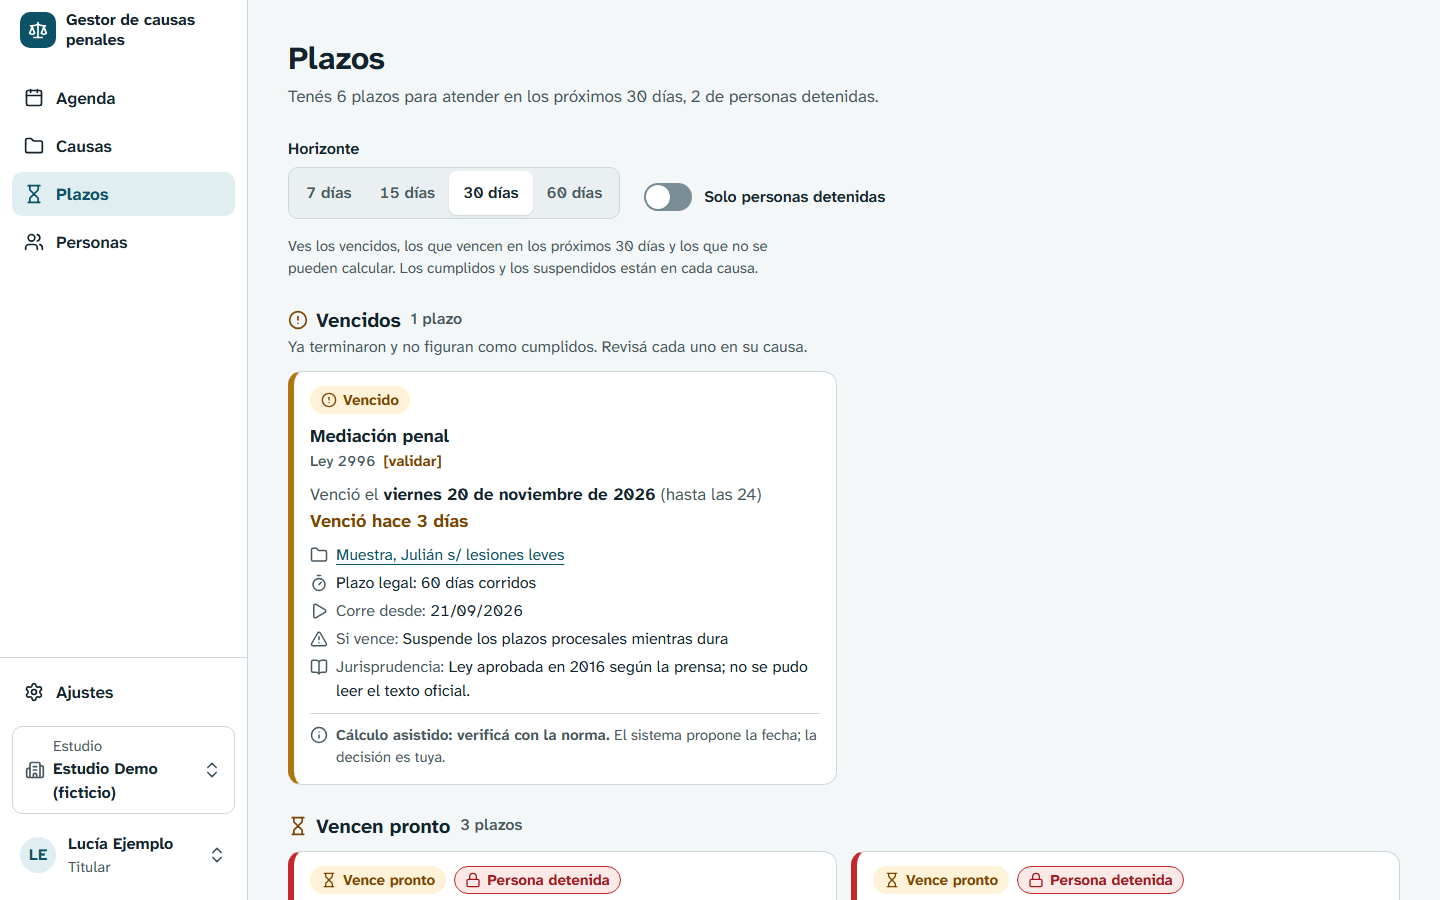 Gestor de causas
penales
Agenda
Causas
Plazos
Personas
Ajustes
Estudio
Estudio Demo
(ficticio)
LE
Lucía Ejemplo
Titular
Plazos
Tenés 6 plazos para atender en los próximos 30 días, 2 de personas detenidas.
Horizonte
7 días 15 días 30 días 60 días
Solo personas detenidas
Ves los vencidos, los que vencen en los próximos 30 días y los que no se
pueden calcular. Los cumplidos y los suspendidos están en cada causa.
Vencidos 1 plazo
Ya terminaron y no figuran como cumplidos. Revisá cada uno en su causa.
Vencido
Mediación penal
Ley 2996 [validar]
Venció el viernes 20 de noviembre de 2026 (hasta las 24)
Venció hace 3 días
Muestra, Julián s/ lesiones leves
Plazo legal: 60 días corridos
Corre desde: 21/09/2026
Si vence: Suspende los plazos procesales mientras dura
Jurisprudencia: Ley aprobada en 2016 según la prensa; no se pudo
leer el texto oficial.
Cálculo asistido: verificá con la norma. El sistema propone la fecha; la
decisión es tuya.
Vencen pronto 3 plazos
Vence pronto Persona detenida
Vence pronto Persona detenida